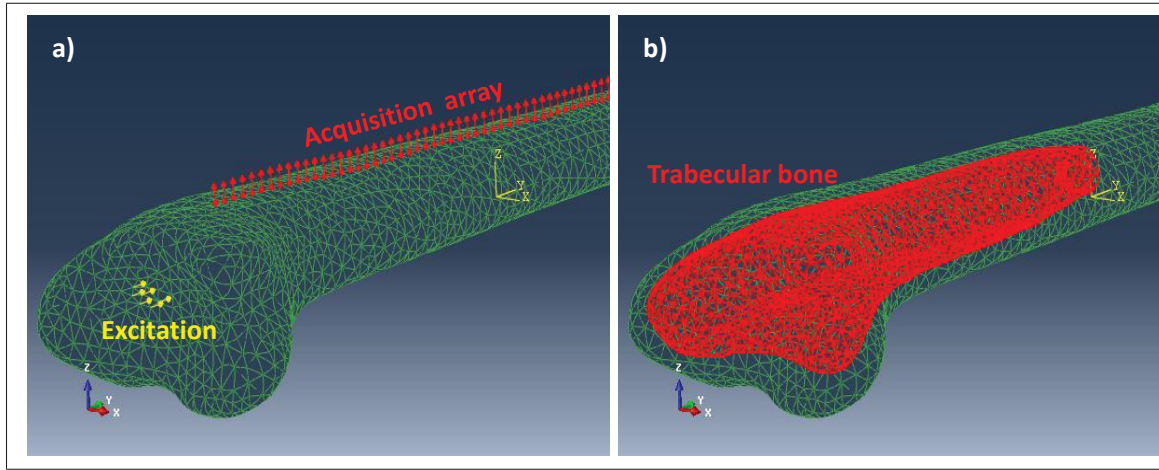 a)
Acquisition array
Z
Y
X
Excitation
Z
Y
X
b)
Trabecular bone
Z
Y
X
Z
Y
X